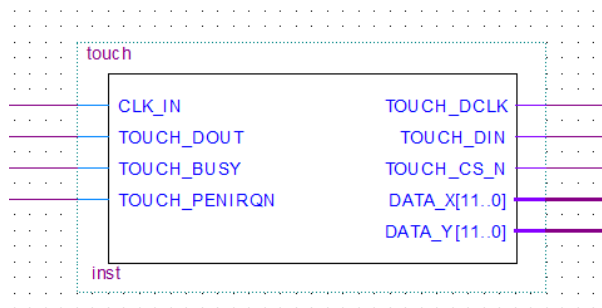 touch
CLK_IN TOUCH_DCLK
TOUCH_DOUT TOUCH_DIN
TOUCH_BUSY TOUCH_CS_N
TOUCH_PENIRQN DATA_X[11..0]
DATA_Y[11..0]
inst